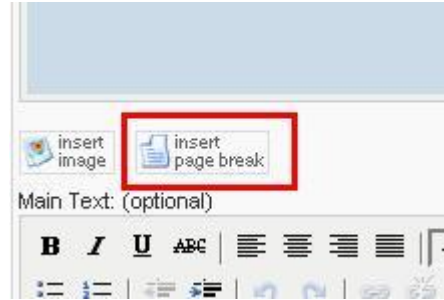 insert
image
insert
page break
Main Text: (optional)
B I U ABC